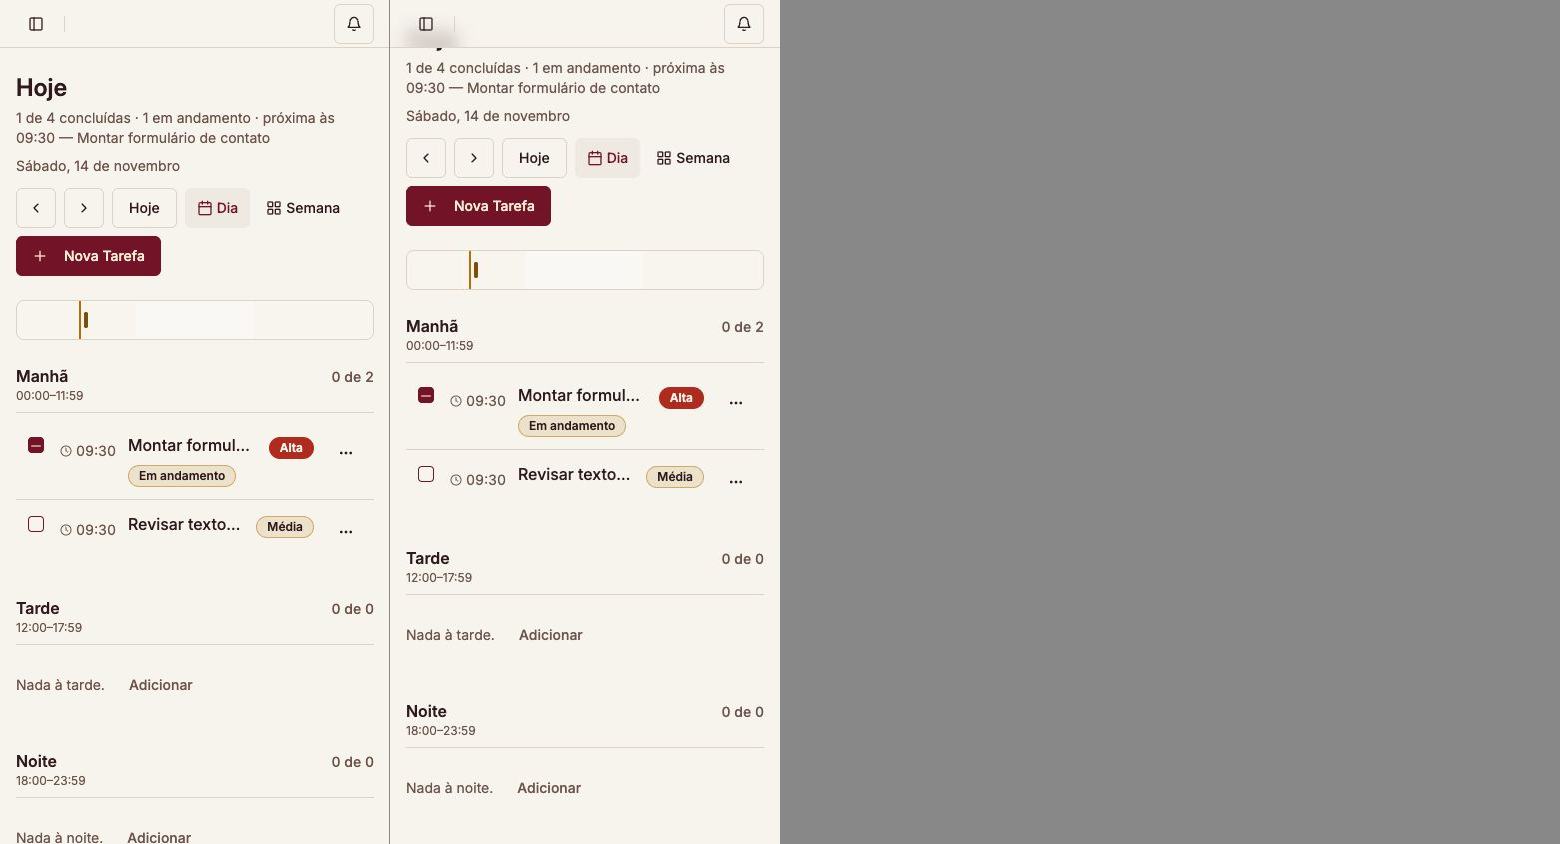 Hoje
1 de 4 concluídas · 1 em andamento · próxima às
09:30 — Montar formulário de contato
Sábado, 14 de novembro
Hoje
Dia
Semana
Nova Tarefa
Manhã
0 de 2
00:00–11:59
09:30
Montar formul...
Alta
Em andamento
09:30
Revisar texto...
Média
Tarde
0 de 0
12:00–17:59
Nada à tarde.
Adicionar
Noite
0 de 0
18:00–23:59
Nada à noite.
Adicionar
1 de 4 concluídas · 1 em andamento · próxima às
09:30 — Montar formulário de contato
Sábado, 14 de novembro
Hoje
Dia
Semana
Nova Tarefa
Manhã
0 de 2
00:00–11:59
09:30
Montar formul...
Alta
Em andamento
09:30
Revisar texto...
Média
Tarde
0 de 0
12:00–17:59
Nada à tarde.
Adicionar
Noite
0 de 0
18:00–23:59
Nada à noite.
Adicionar